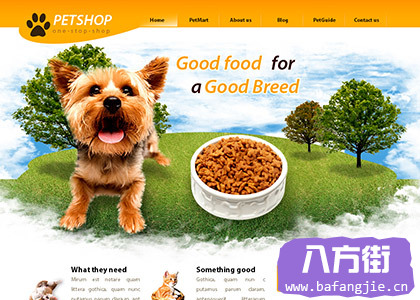 PETSHOP
one-stop-shop
Home PetMart About us Blog PetGuide Contact us
Good food for
a Good Breed
What they need
Mirum est notare quam
littera gothica, quam nunc
putamus parum claram,
Something good
Gothica, quam nunc
putamus parum claram,
anteposuerit litterarum
八方街
www.bafangjie.cn